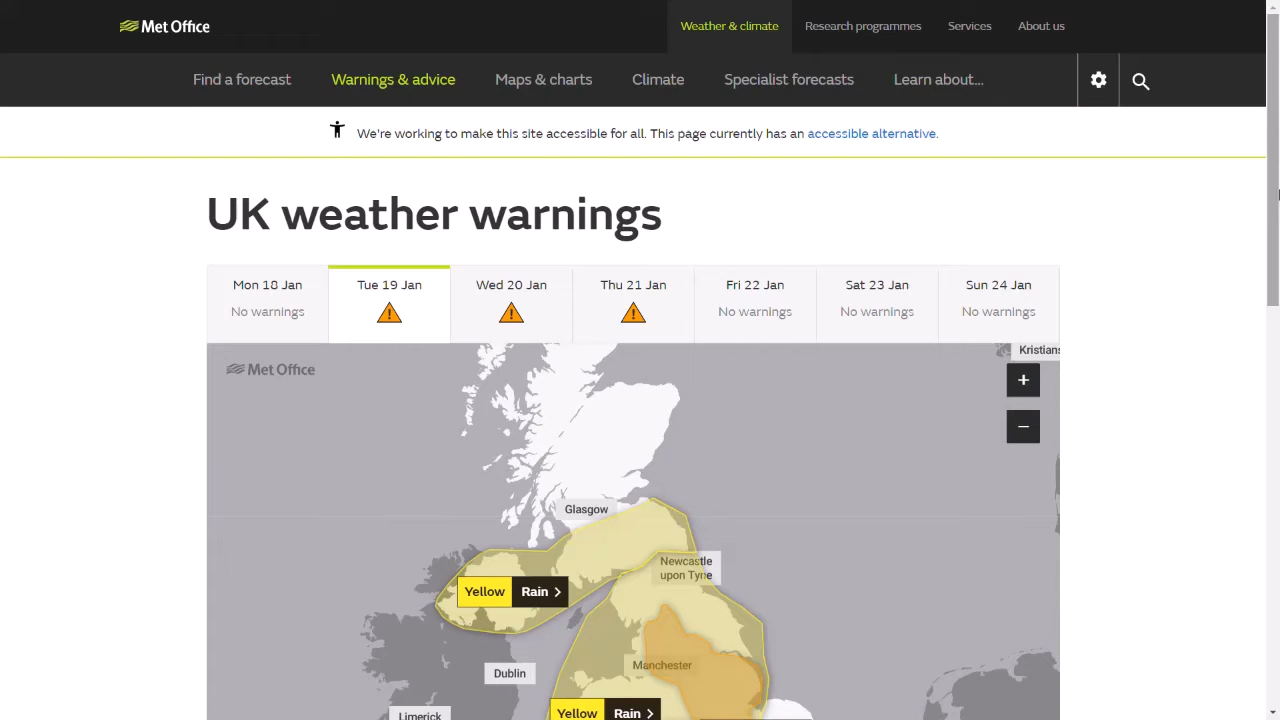 Met Office
Weather & climate
Research programmes
Services
About us
Find a forecast
Warnings & advice
Maps & charts
Climate
Specialist forecasts
Learn about...
We're working to make this site accessible for all. This page currently has an accessible alternative.
UK weather warnings
Mon 18 Jan
No warnings
Tue 19 Jan
Wed 20 Jan
Thu 21 Jan
Fri 22 Jan
No warnings
Sat 23 Jan
No warnings
Sun 24 Jan
No warnings
Met Office
Kristians
+
−
Glasgow
Newcastle
upon Tyne
Yellow Rain
Manchester
Dublin
Yellow Rain
Limerick